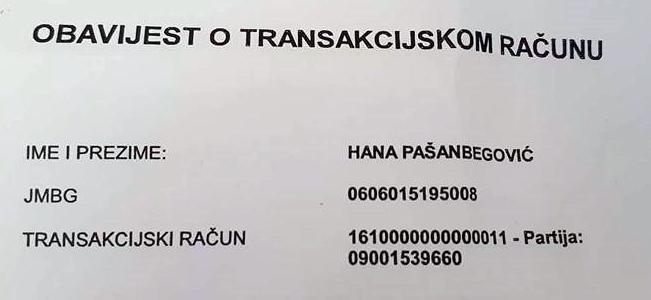 OBAVIJEST O TRANSAKCIJSKOM RAČUNU
IME I PREZIME: HANA PAŠANBEGOVIĆ
JMBG 0606015195008
TRANSAKCIJSKI RAČUN 1610000000000011 - Partija:
09001539660